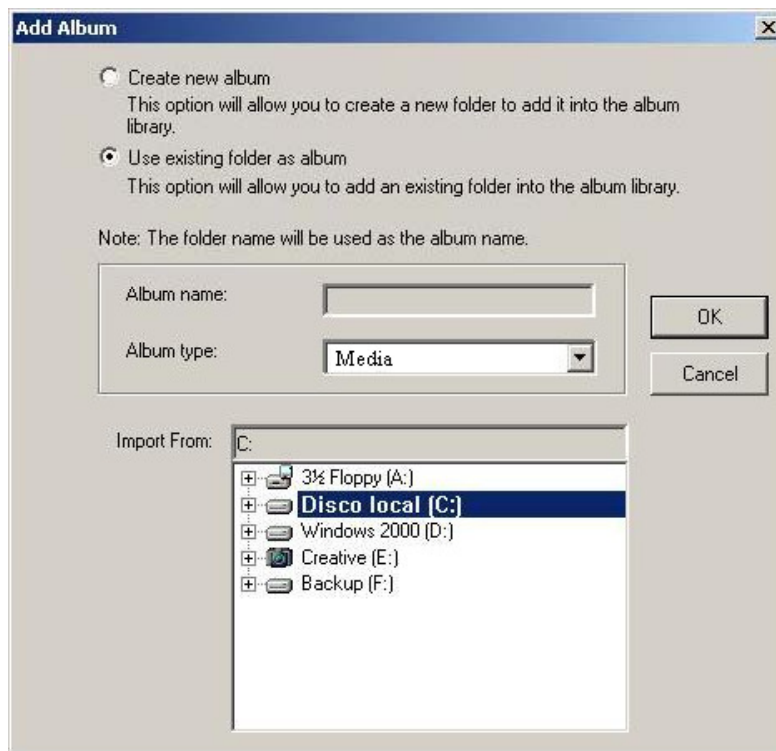 Add Album
Create new album
This option will allow you to create a new folder to add it into the album
library.
Use existing folder as album
This option will allow you to add an existing folder into the album library.
Note: The folder name will be used as the album name.
Album name:
Album type:
Media
OK
Cancel
Import From:
C:
3½ Floppy (A:)
Disco local (C:)
Windows 2000 (D:)
Creative (E:)
Backup (F:)